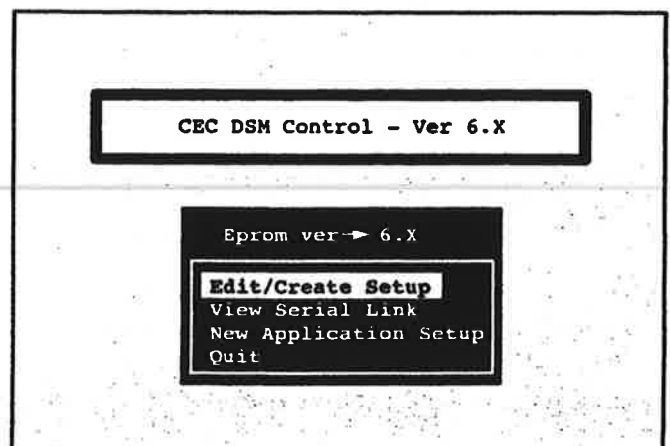 CEC DSM Control - Ver 6.X
Eprom ver→ 6.X
Edit/Create Setup
View Serial Link
New Application Setup
Quit